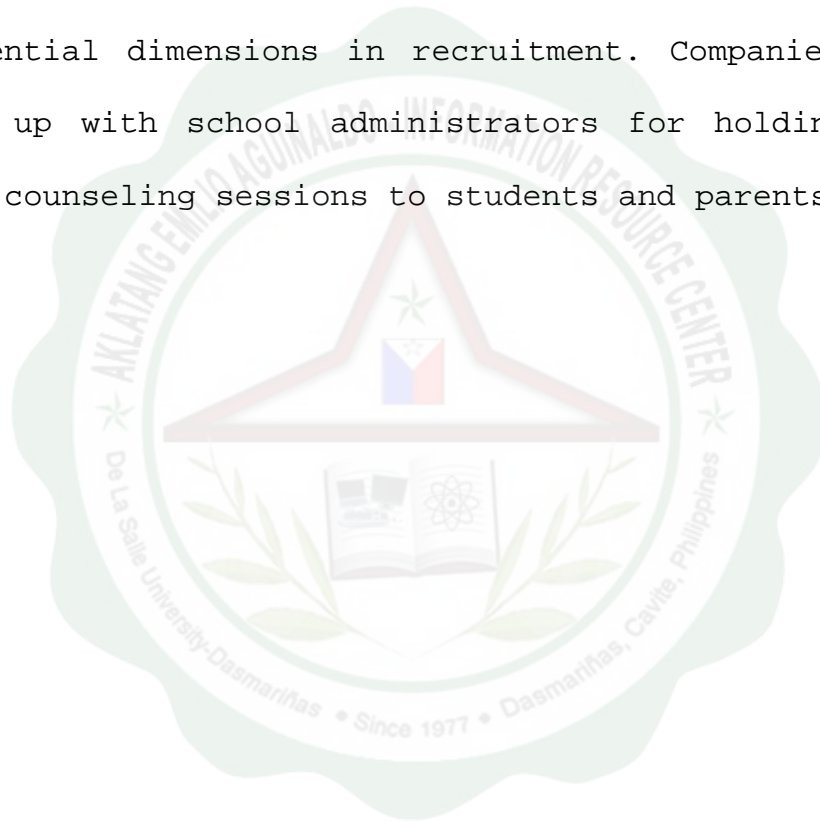 ential dimensions in recruitment. Companie
up with school administrators for holdin
counseling sessions to students and parents
AKLATANG EMILIO AGUINALDO - INFORMATION RESOURCE CENTER
De La Salle University-Dasmariñas • Since 1977 • Dasmariñas, Cavite, Philippines